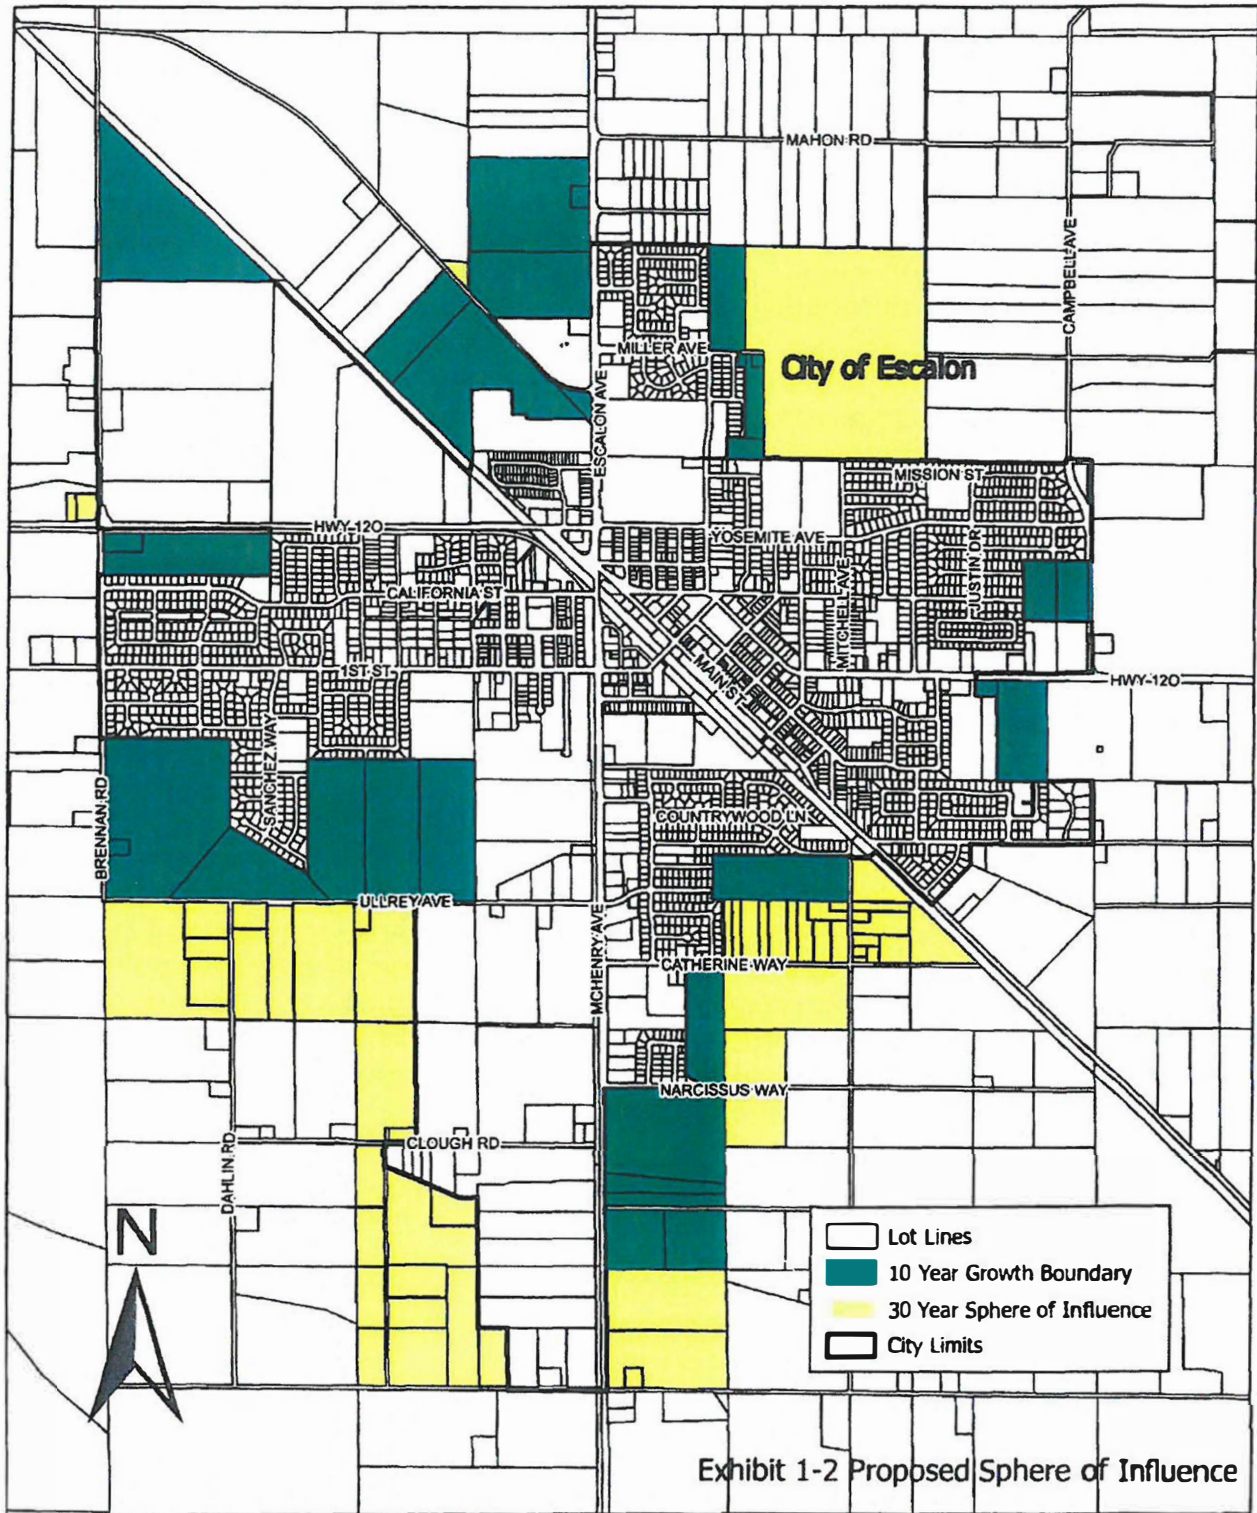 MAHON RD
CAMPBELL AVE
MILLER AVE
City of Escalon
ESCALON AVE
MISSION ST
HWY 120
YOSEMITE AVE
CALIFORNIA ST
MITCHELL AVE
JUSTIN DR
1ST ST
MAIN ST
HWY 120
SANCHEZ WAY
BRENNAN RD
COUNTRYWOOD LN
ULLREY AVE
MCHENRY AVE
CATHERINE WAY
NARCISSUS WAY
CLOUGH RD
DAHLIN RD
N
Lot Lines
10 Year Growth Boundary
30 Year Sphere of Influence
City Limits
Exhibit 1-2 Proposed Sphere of Influence